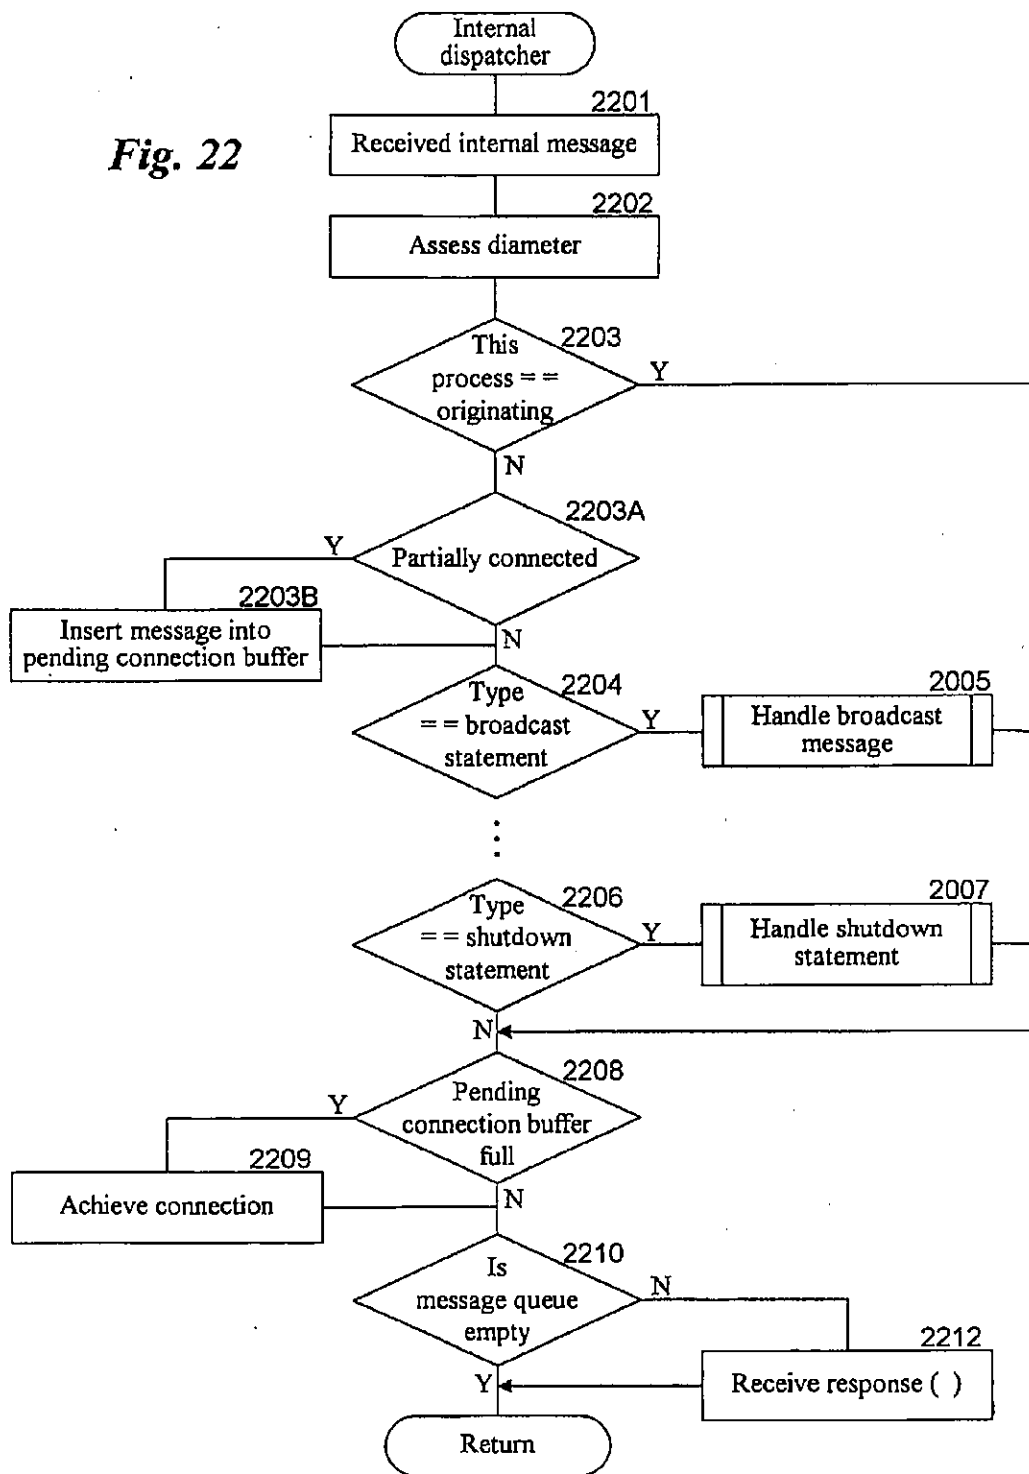 Internal
dispatcher
2201
Fig. 22
Received internal message
2202
Assess diameter
2203
This
process = =
originating
Y
N
2203A
Partially connected
Y
2203B
Insert message into
pending connection buffer
N
2204
Type
= = broadcast
statement
Y
2005
Handle broadcast
message
2206
Type
= = shutdown
statement
Y
2007
Handle shutdown
statement
N
2208
Pending
connection buffer
full
Y
2209
Achieve connection
N
2210
Is
message queue
empty
N
2212
Receive response ( )
Y
Return